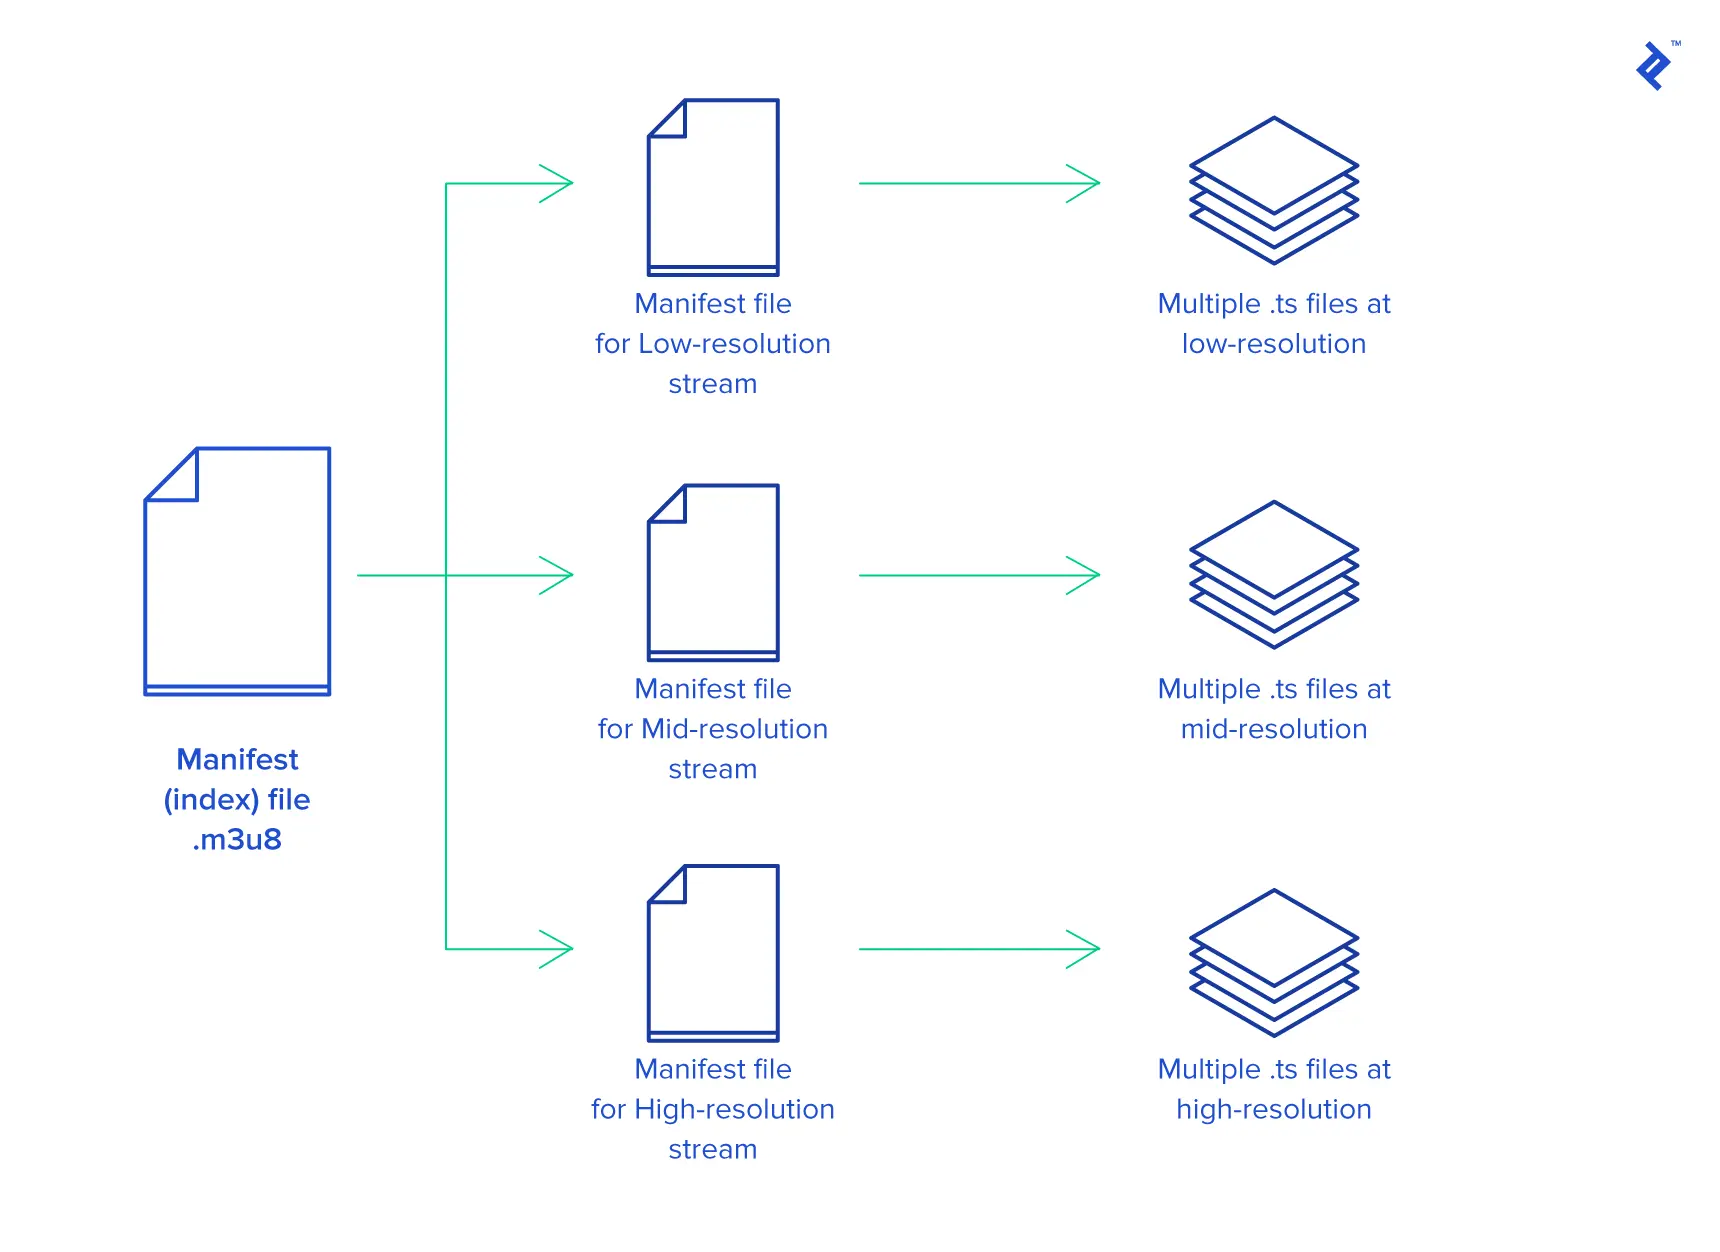 TM
Manifest file
for Low-resolution
stream
Multiple .ts files at
low-resolution
Manifest
(index) file
.m3u8
Manifest file
for Mid-resolution
stream
Multiple .ts files at
mid-resolution
Manifest file
for High-resolution
stream
Multiple .ts files at
high-resolution